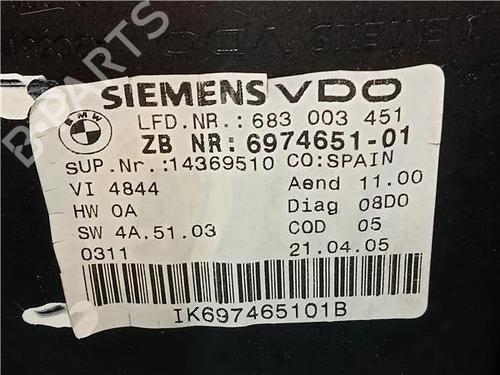 SIEMENS VDO
BMW
LFD.NR.:683 003 451
ZB NR: 6974651-01
SUP.Nr.:14369510 CO:SPAIN
VI 4844 Aend 11.00
HW 0A Diag 08D0
SW 4A.51.03 COD 05
0311 21.04.05
IK697465101B
B-PARTS